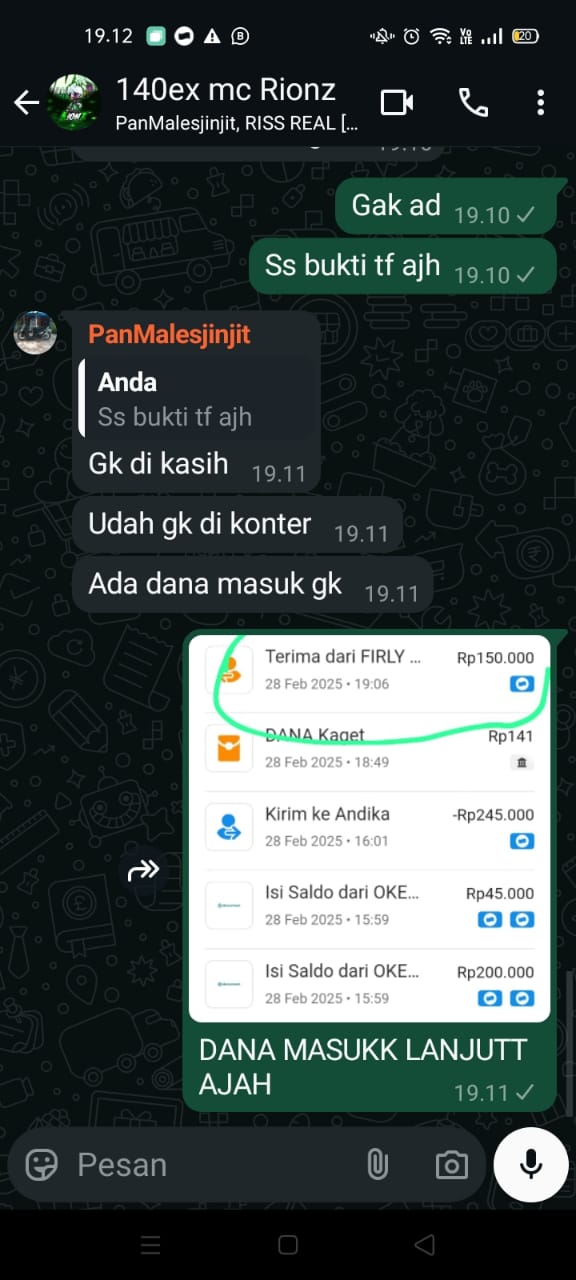 19.12
VO LTE
20
140ex mc Rionz
PanMalesjinjit, RISS REAL [...
Gak ad 19.10
Ss bukti tf ajh 19.10
PanMalesjinjit
Anda
Ss bukti tf ajh
Gk di kasih 19.11
Udah gk di konter 19.11
Ada dana masuk gk 19.11
Terima dari FIRLY ... Rp150.000
28 Feb 2025 • 19:06
DANA Kaget Rp141
28 Feb 2025 • 18:49
Kirim ke Andika -Rp245.000
28 Feb 2025 • 16:01
Isi Saldo dari OKE... Rp45.000
28 Feb 2025 • 15:59
Isi Saldo dari OKE... Rp200.000
28 Feb 2025 • 15:59
DANA MASUKK LANJUTT
AJAH 19.11
Pesan